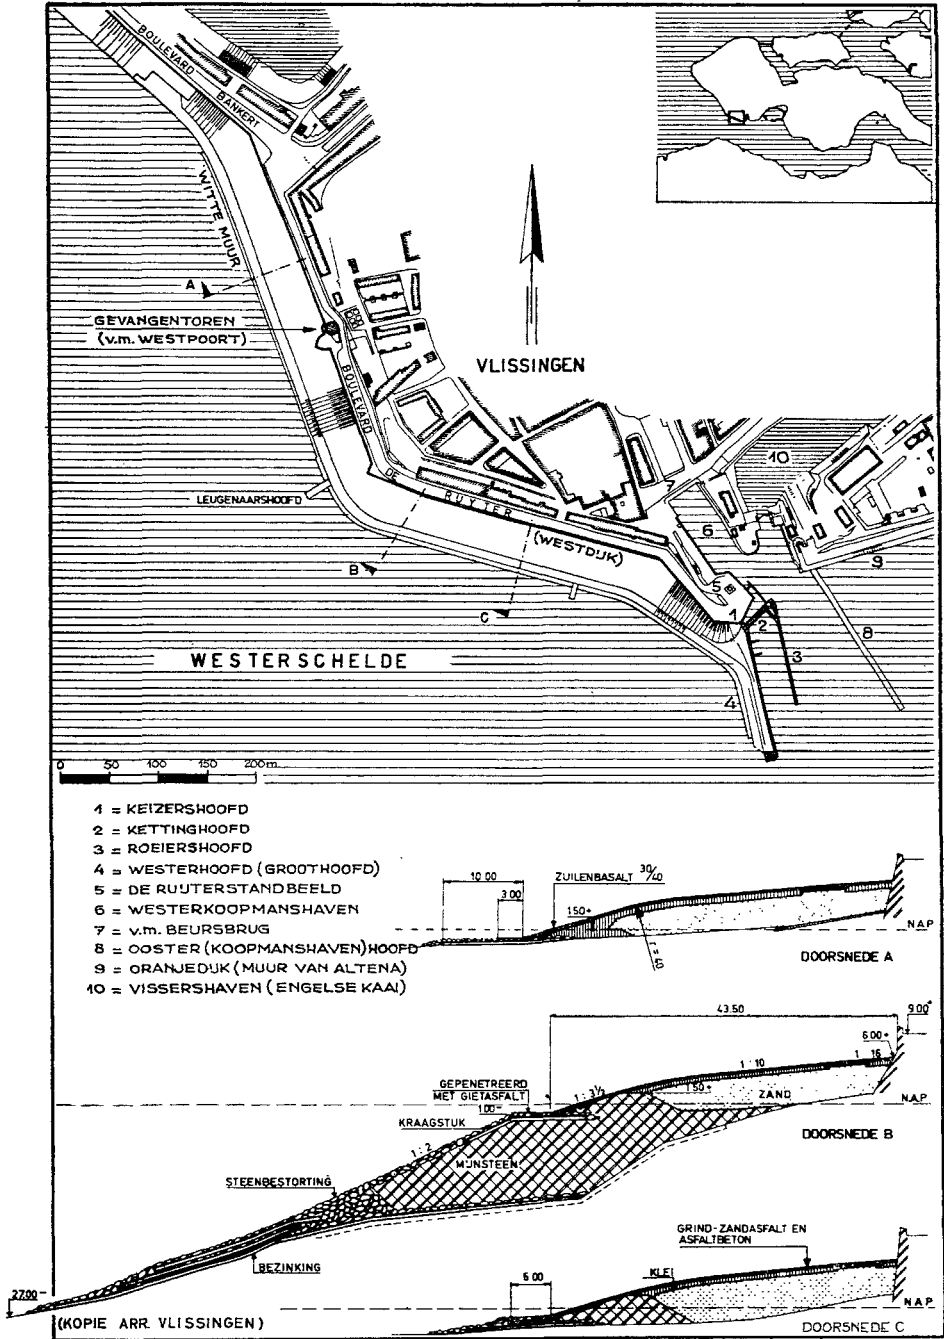 BOULEVARD
BANKERT
WITTE MUUR
A
GEVANGENTOREN
(v.m. WESTPOORT)
BOULEVARD
VLISSINGEN
10
DE RUYTER
LEUGENAARSHOOFD
(WESTDIJK)
6
9
B
5
C
1
2
8
WESTERSCHELDE
3
4
0 50 100 150 200m
1 = KEIZERSHOOFD
2 = KETTINGHOOFD
3 = ROEIERSHOOFD
4 = WESTERHOOFD (GROOTHOOFD)
5 = DE RUIJTERSTANDBEELD
6 = WESTERKOOPMANSHAVEN
7 = v.m. BEURSBRUG
8 = OOSTER (KOOPMANSHAVEN) HOOFD
9 = ORANJEDIJK (MUUR VAN ALTENA)
10 = VISSERSHAVEN (ENGELSE KAAI)
10 00
ZUILENBASALT 30/40
3.00
1 50+
N A P
r = 40
DOORSNEDE A
43.50
9 00+
6 00+
1 : 10
1 : 16
GEPENETREERD
MET GIETASFALT
1 00-
1 : 3 1/2
1 50+
ZAND
N A P
KRAAGSTUK
1 : 2
DOORSNEDE B
MIJNSTEEN
STEENBESTORTING
GRIND-ZANDASFALT EN
ASFALTBETON
BEZINKING
KLEI
6 00
27 00-
N A P
(KOPIE ARR. VLISSINGEN)
DOORSNEDE C